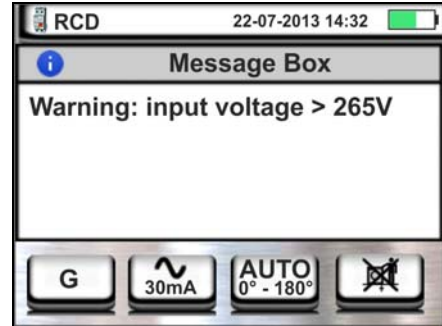 RCD 22-07-2013 14:32
Message Box
Warning: input voltage > 265V
G
30mA
AUTO
0° - 180°